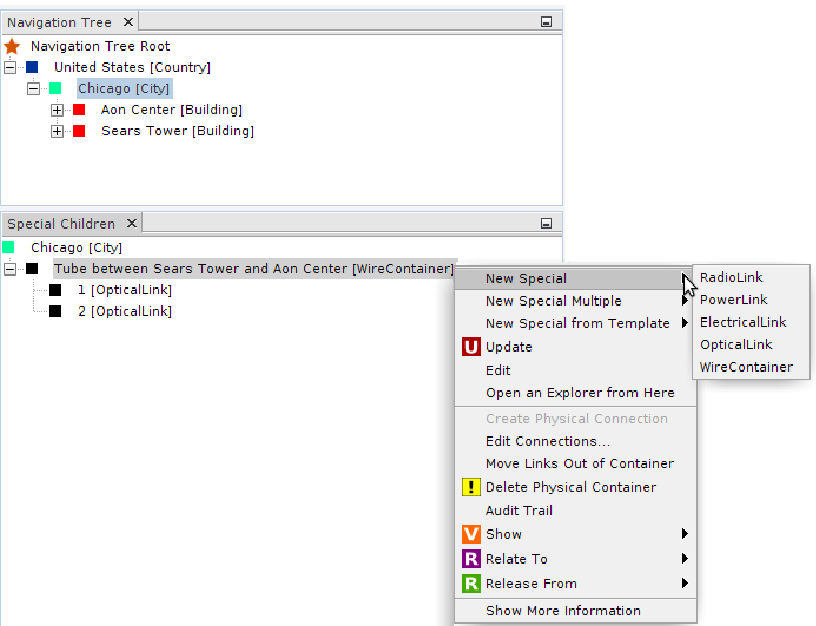 Navigation Tree
Navigation Tree Root
United States [Country]
Chicago [City]
Aon Center [Building]
Sears Tower [Building]
Special Children
Chicago [City]
Tube between Sears Tower and Aon Center [WireContainer]
1 [OpticalLink]
2 [OpticalLink]
New Special
New Special Multiple
New Special from Template
U Update
Edit
Open an Explorer from Here
Create Physical Connection
Edit Connections...
Move Links Out of Container
! Delete Physical Container
Audit Trail
V Show
R Relate To
R Release From
Show More Information
RadioLink
PowerLink
ElectricalLink
OpticalLink
WireContainer